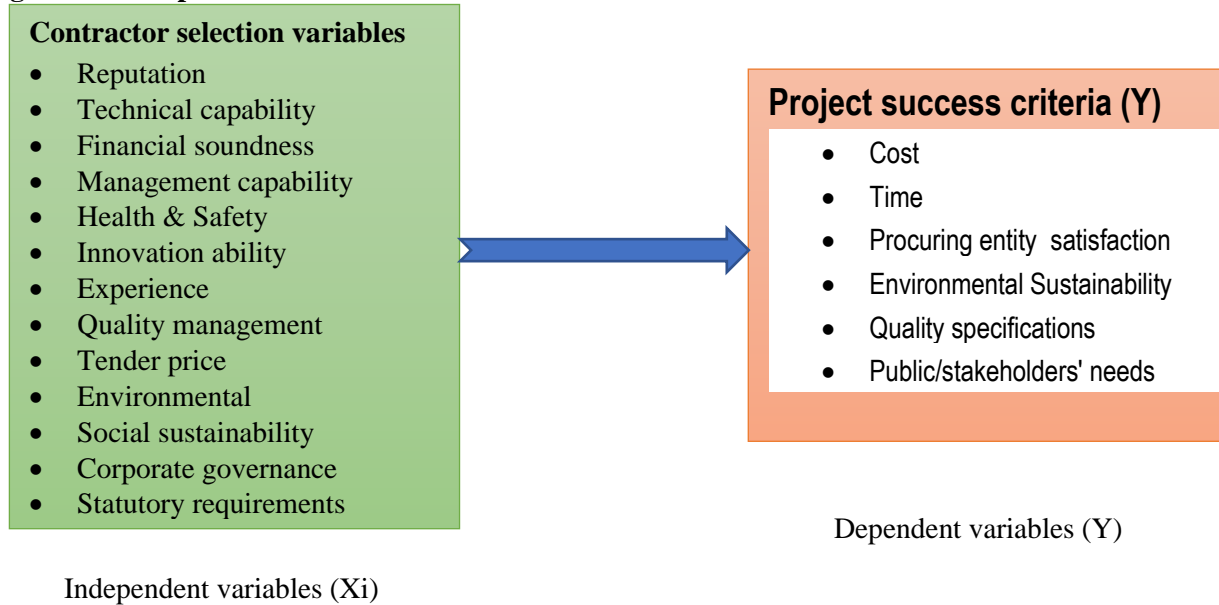 Contractor selection variables
• Reputation
• Technical capability
• Financial soundness
• Management capability
• Health & Safety
• Innovation ability
• Experience
• Quality management
• Tender price
• Environmental
• Social sustainability
• Corporate governance
• Statutory requirements
Independent variables (Xi)
Project success criteria (Y)
• Cost
• Time
• Procuring entity satisfaction
• Environmental Sustainability
• Quality specifications
• Public/stakeholders' needs
Dependent variables (Y)